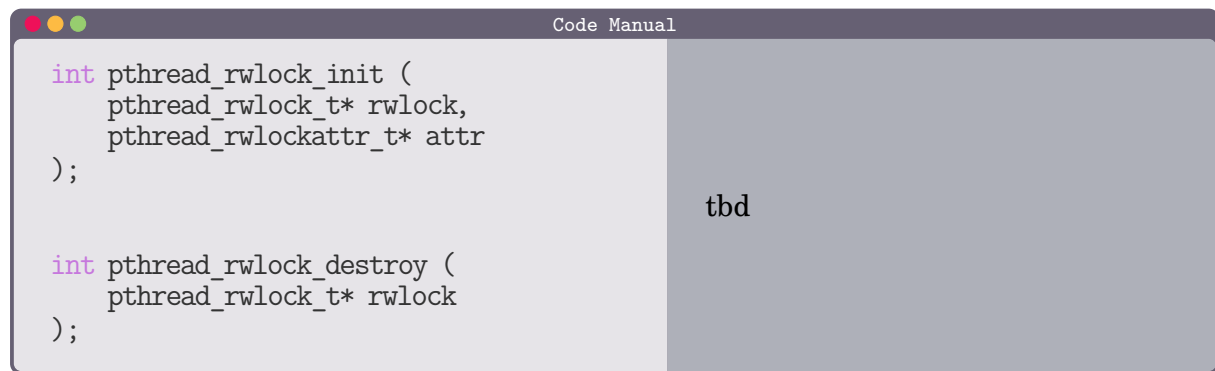 Code Manual
int pthread_rwlock_init (
    pthread_rwlock_t* rwlock,
    pthread_rwlockattr_t* attr
);
tbd
int pthread_rwlock_destroy (
    pthread_rwlock_t* rwlock
);